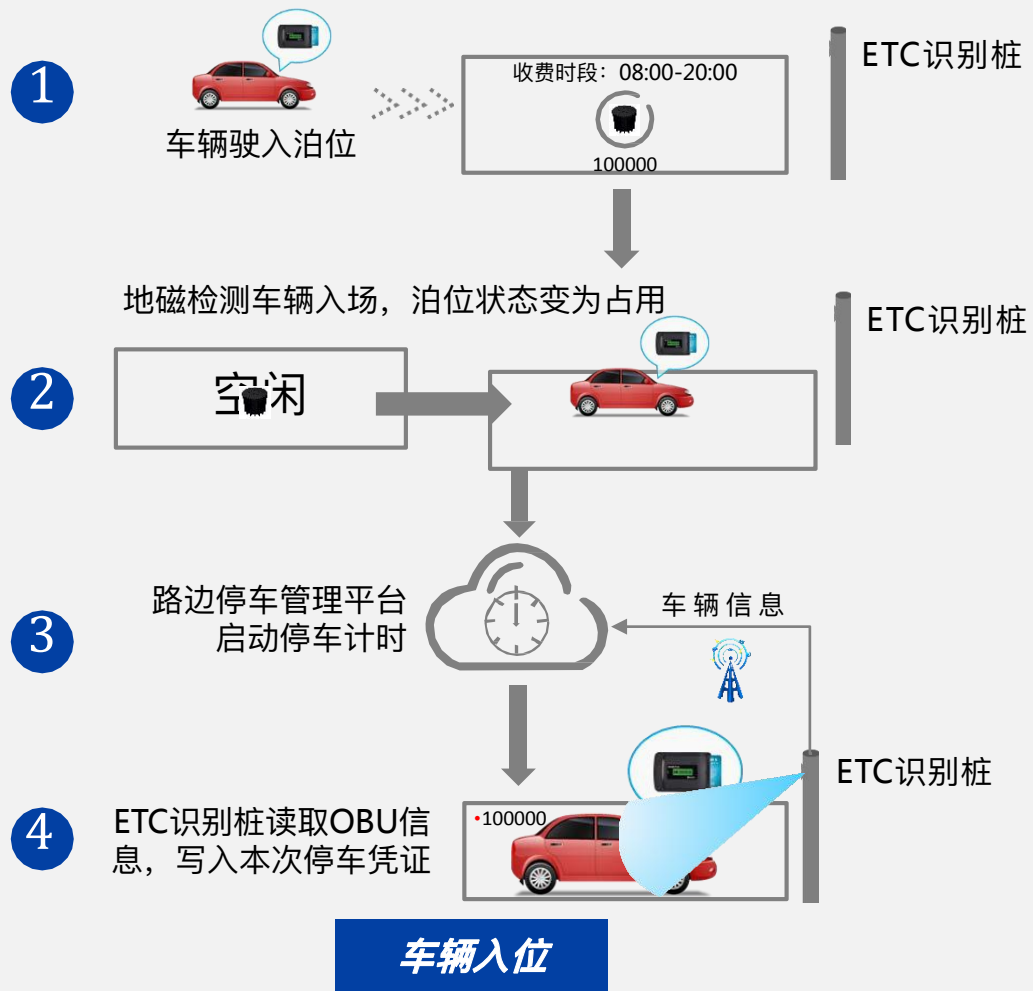 1
车辆驶入泊位
收费时段：08:00-20:00
100000
ETC识别桩
地磁检测车辆入场，泊位状态变为占用
ETC识别桩
2
空闲
3
路边停车管理平台
启动停车计时
车辆信息
4
ETC识别桩读取OBU信
息，写入本次停车凭证
•100000
ETC识别桩
车辆入位